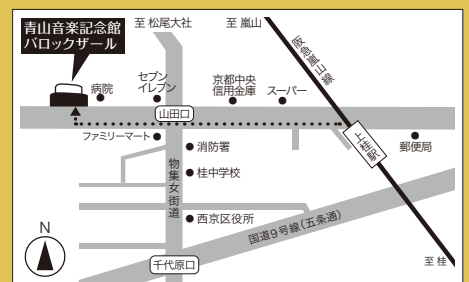 青山音楽記念館
バロックザール
至 松尾大社
至 嵐山
阪急嵐山線
病院
セブン
イレブン
京都中央
信用金庫
スーパー
山田口
ファミリーマート
消防署
上桂駅
郵便局
物集女街道
桂中学校
西京区役所
国道9号線(五条通)
N
千代原口
至 桂